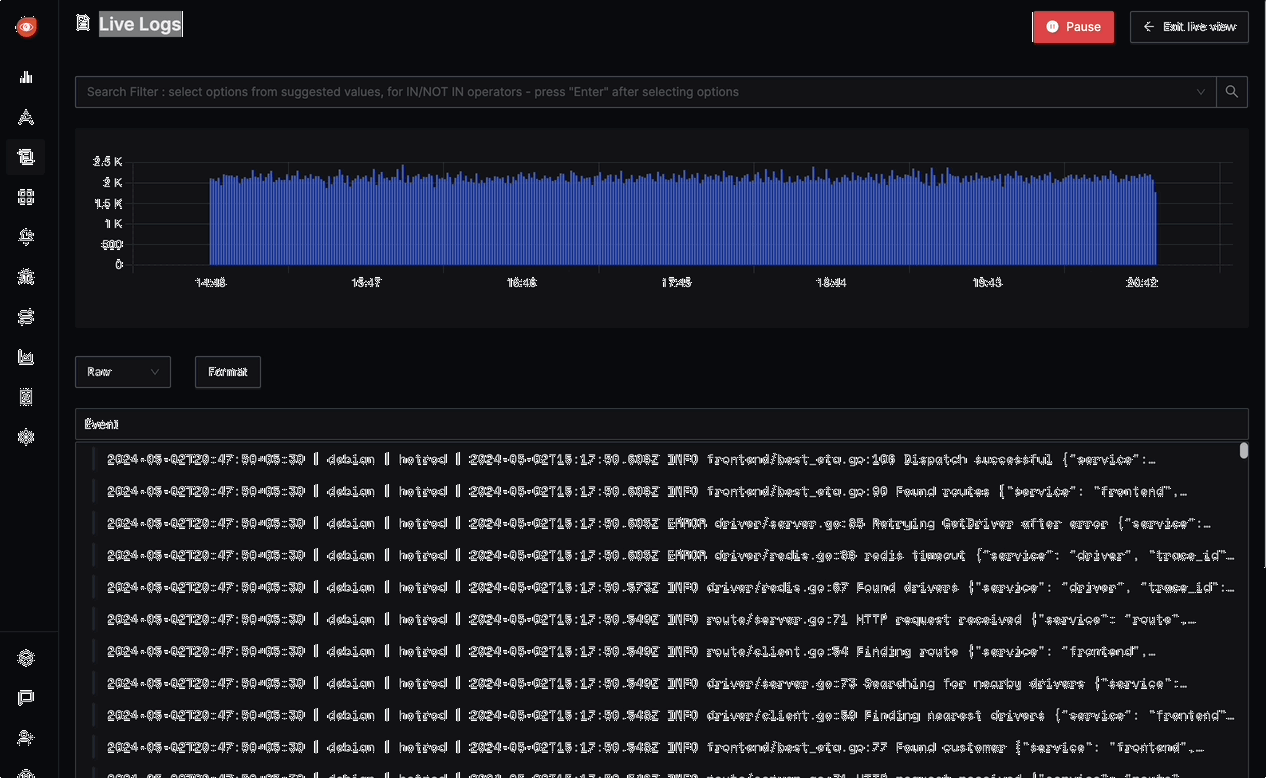 Live Logs
Pause
Exit live view
Search Filter : select options from suggested values, for IN/NOT IN operators - press "Enter" after selecting options
2.5 K
2 K
1.5 K
1 K
500
0
14:48 15:47 16:46 17:45 18:44 19:43 20:42
Raw
Format
Event
2024-05-02T20:47:50+05:30 | debian | hotrod | 2024-05-02T15:17:50.606Z INFO frontend/best_eta.go:106 Dispatch successful {"service":…
2024-05-02T20:47:50+05:30 | debian | hotrod | 2024-05-02T15:17:50.606Z INFO frontend/best_eta.go:90 Found routes {"service": "frontend",…
2024-05-02T20:47:50+05:30 | debian | hotrod | 2024-05-02T15:17:50.605Z ERROR driver/server.go:85 Retrying GetDriver after error {"service":…
2024-05-02T20:47:50+05:30 | debian | hotrod | 2024-05-02T15:17:50.605Z ERROR driver/redis.go:86 redis timeout {"service": "driver", "trace_id"…
2024-05-02T20:47:50+05:30 | debian | hotrod | 2024-05-02T15:17:50.573Z INFO driver/redis.go:67 Found drivers {"service": "driver", "trace_id":…
2024-05-02T20:47:50+05:30 | debian | hotrod | 2024-05-02T15:17:50.549Z INFO route/server.go:71 HTTP request received {"service": "route",…
2024-05-02T20:47:50+05:30 | debian | hotrod | 2024-05-02T15:17:50.549Z INFO route/client.go:54 Finding route {"service": "frontend",…
2024-05-02T20:47:50+05:30 | debian | hotrod | 2024-05-02T15:17:50.549Z INFO driver/server.go:73 Searching for nearby drivers {"service":…
2024-05-02T20:47:50+05:30 | debian | hotrod | 2024-05-02T15:17:50.548Z INFO driver/client.go:50 Finding nearest drivers {"service": "frontend"…
2024-05-02T20:47:50+05:30 | debian | hotrod | 2024-05-02T15:17:50.548Z INFO frontend/best_eta.go:77 Found customer {"service": "frontend",…